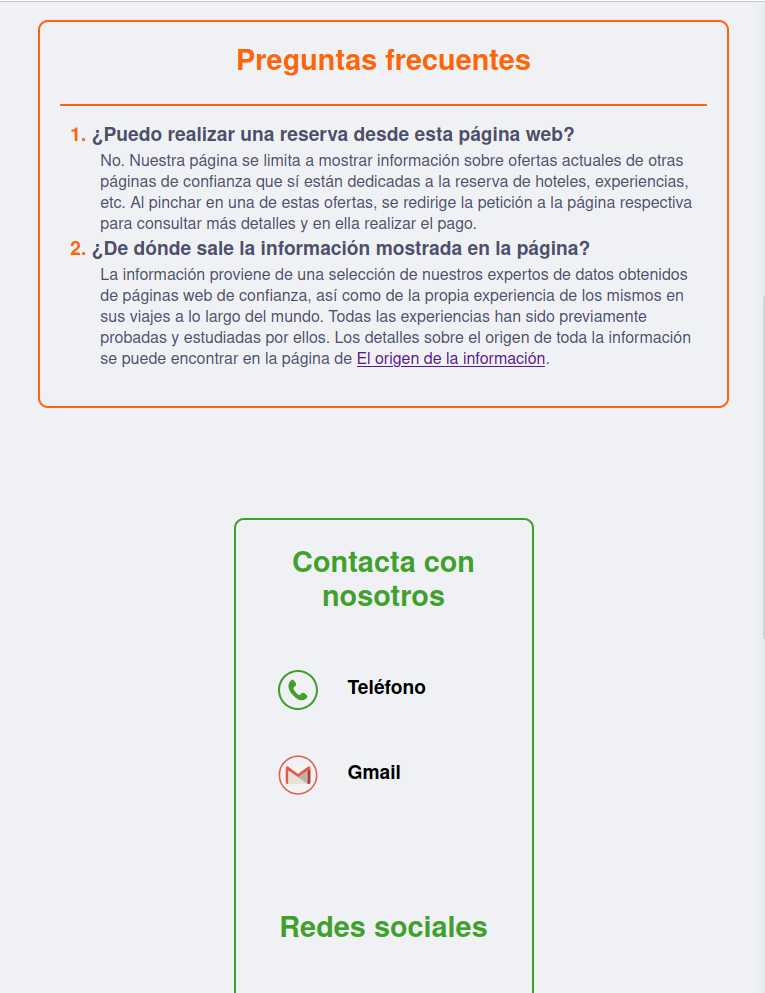 Preguntas frecuentes
1. ¿Puedo realizar una reserva desde esta página web?
No. Nuestra página se limita a mostrar información sobre ofertas actuales de otras
páginas de confianza que sí están dedicadas a la reserva de hoteles, experiencias,
etc. Al pinchar en una de estas ofertas, se redirige la petición a la página respectiva
para consultar más detalles y en ella realizar el pago.
2. ¿De dónde sale la información mostrada en la página?
La información proviene de una selección de nuestros expertos de datos obtenidos
de páginas web de confianza, así como de la propia experiencia de los mismos en
sus viajes a lo largo del mundo. Todas las experiencias han sido previamente
probadas y estudiadas por ellos. Los detalles sobre el origen de toda la información
se puede encontrar en la página de El origen de la información.
Contacta con
nosotros
Teléfono
Gmail
Redes sociales